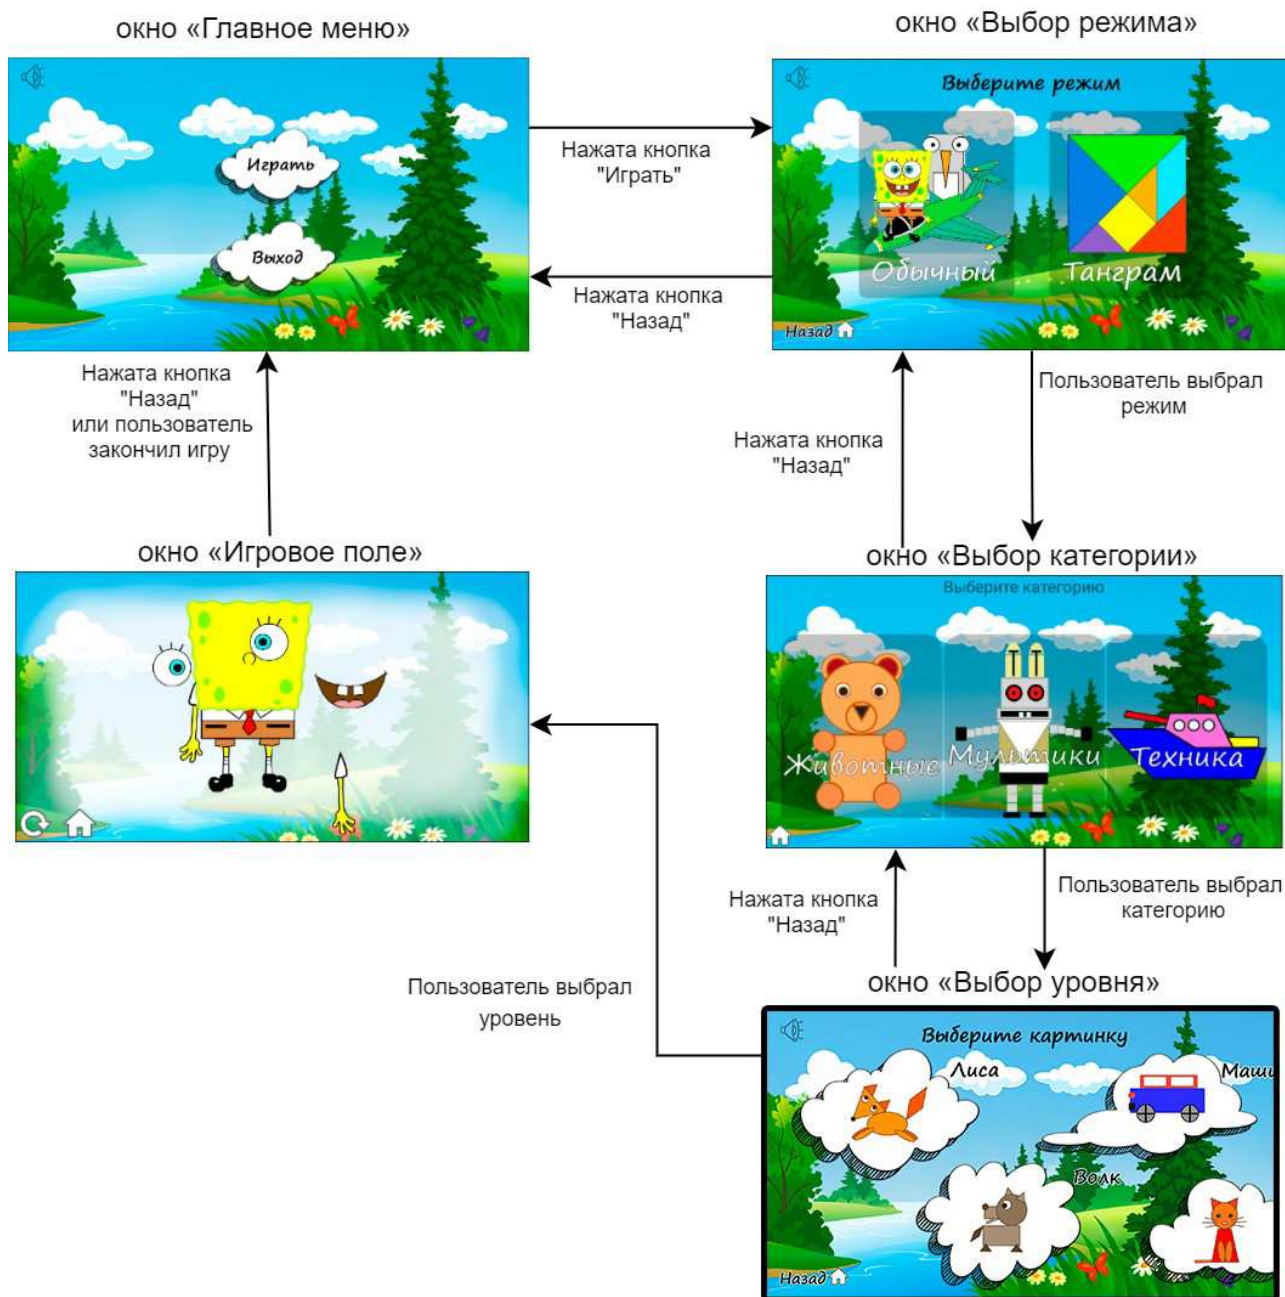 окно «Главное меню»
окно «Выбор режима»
Играть
Выход
Нажата кнопка
"Играть"
Нажата кнопка
"Назад"
Выберите режим
Обычный
Танграм
Назад
Нажата кнопка
"Назад"
или пользователь
закончил игру
Нажата кнопка
"Назад"
Пользователь выбрал
режим
окно «Игровое поле»
окно «Выбор категории»
Выберите категорию
Животные
Мультики
Техника
Нажата кнопка
"Назад"
Пользователь выбрал
категорию
Пользователь выбрал
уровень
окно «Выбор уровня»
Выберите картинку
Лиса
Маши
Волк
Назад